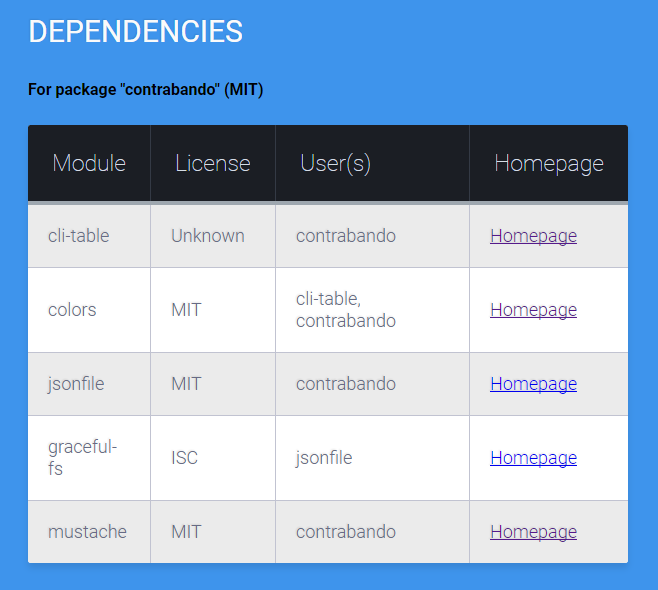 DEPENDENCIES
For package "contrabando" (MIT)
Module License User(s) Homepage
cli-table Unknown contrabando Homepage
colors MIT cli-table, contrabando Homepage
jsonfile MIT contrabando Homepage
graceful-fs ISC jsonfile Homepage
mustache MIT contrabando Homepage